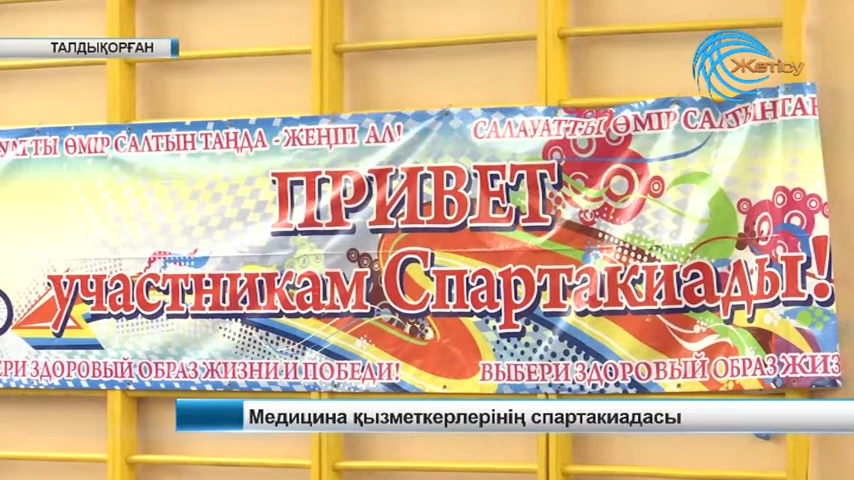 ТАЛДЫҚОРҒАН
Жетісу
ӨМІР САЛТЫН ТАҢДА - ЖЕҢІП АЛ! САЛАУАТТЫ ӨМІР
ПРИВЕТ
участникам Спартакиады!
ЗДОРОВЫЙ ОБРАЗ ЖИЗНИ И ПОБЕДИ! ВЫБЕРИ ЗДОРОВЫЙ ОБРАЗ
Медицина қызметкерлерінің спартакиадасы